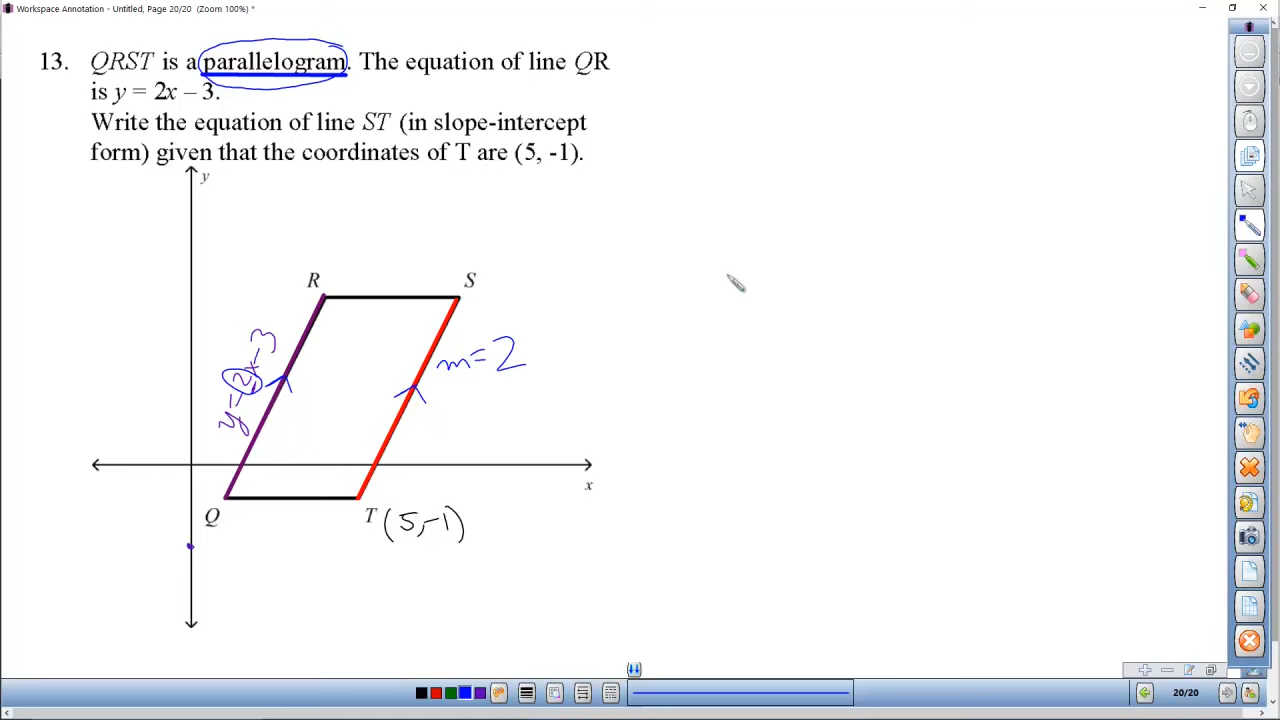 Workspace Annotation - Untitled, Page 20/20 (Zoom 100%) *
13. QRST is a parallelogram. The equation of line QR
is y = 2x – 3.
Write the equation of line ST (in slope-intercept
form) given that the coordinates of T are (5, -1).
y
R
S
y=2x-3
m=2
x
Q
T (5,-1)
20/20